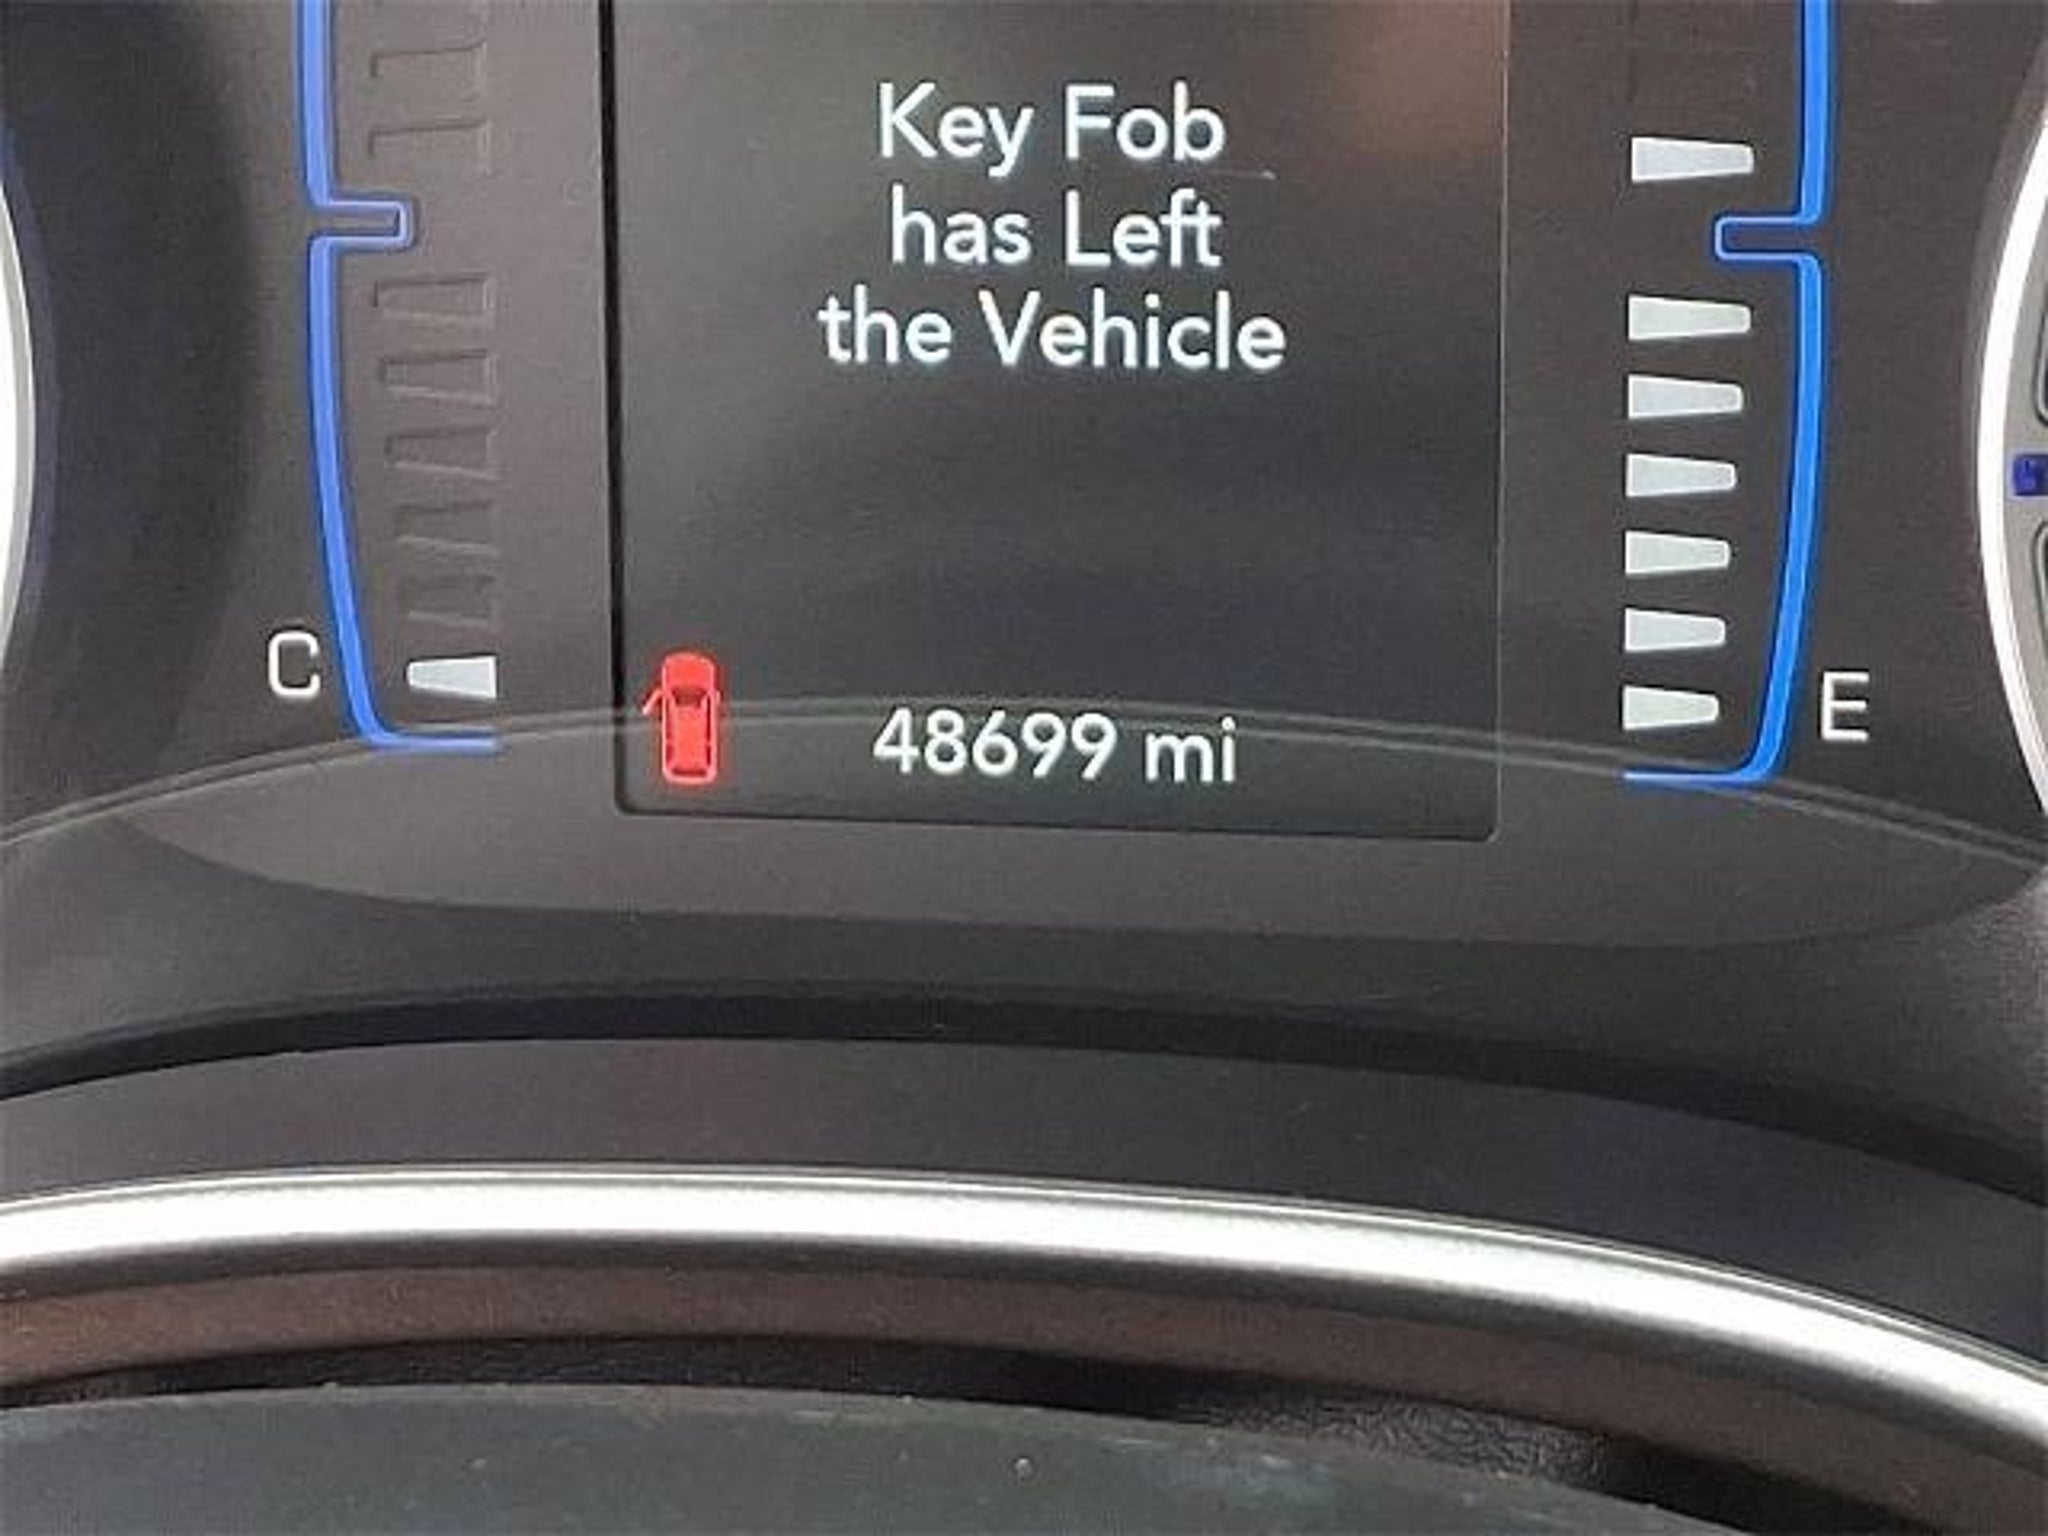 Key Fob
has Left
the Vehicle
C
E
48699 mi